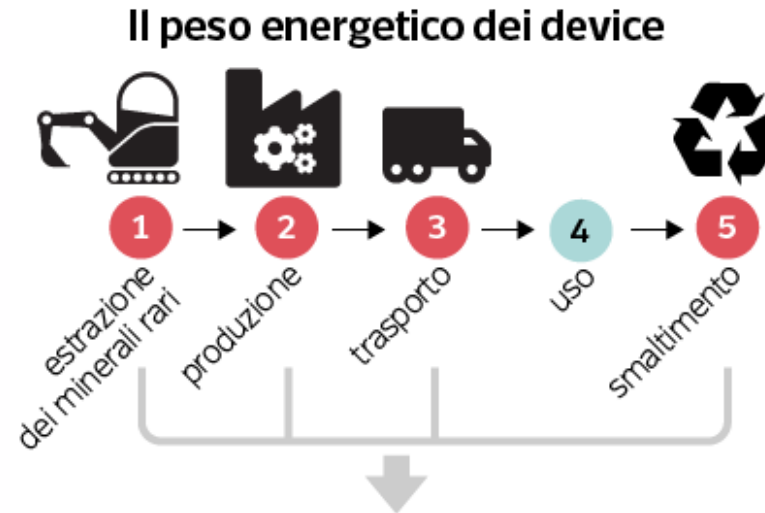 Il peso energetico dei device
1
2
3
4
5
estrazione
dei minerali rari
produzione
trasporto
uso
smaltimento